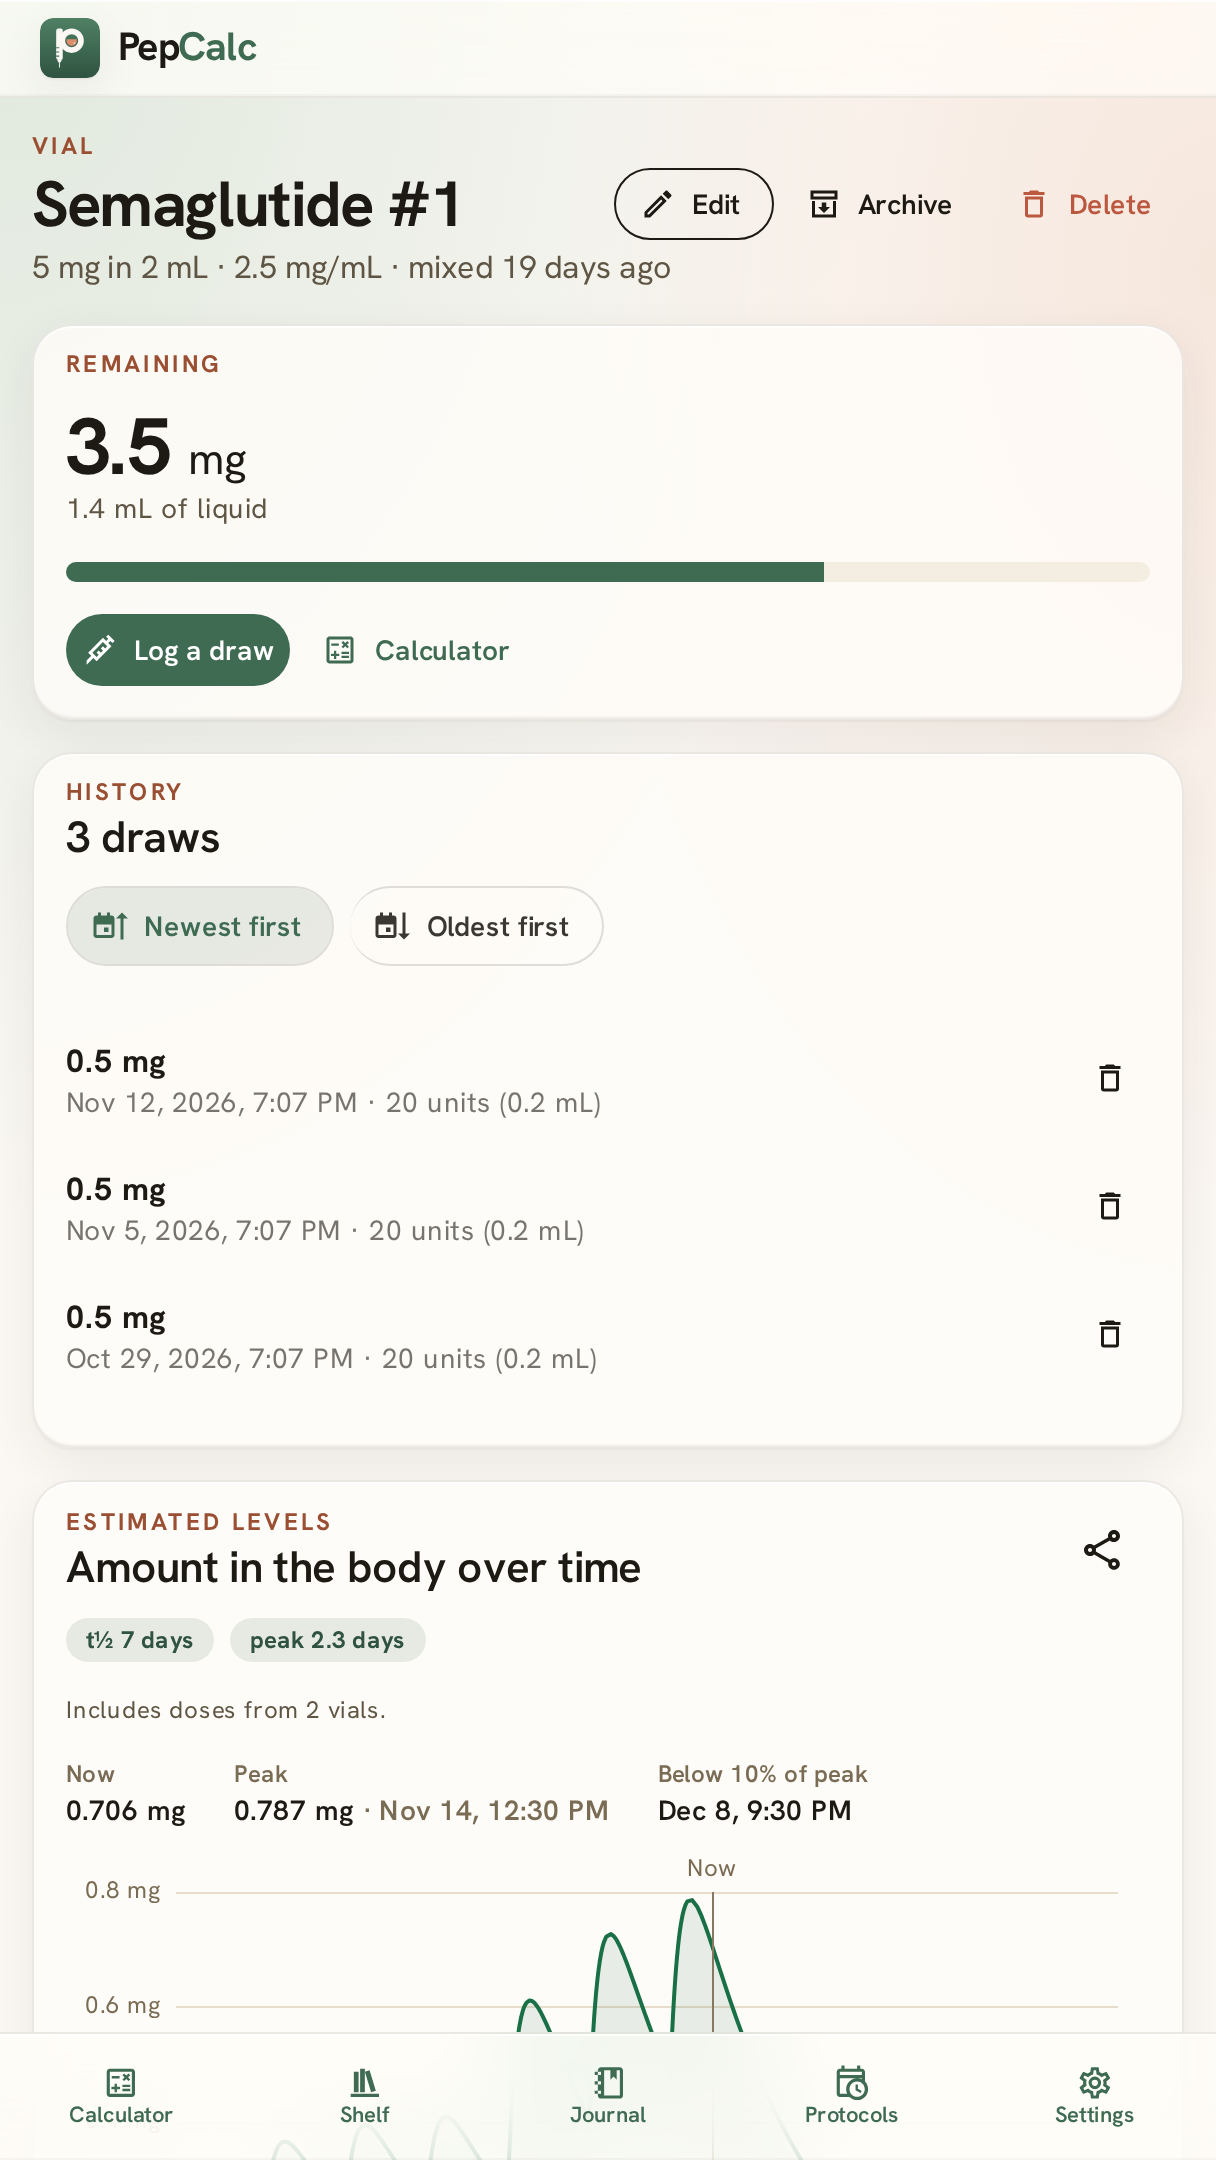 PepCalc
VIAL
Semaglutide #1
Edit
Archive
Delete
5 mg in 2 mL · 2.5 mg/mL · mixed 19 days ago
REMAINING
3.5 mg
1.4 mL of liquid
Log a draw
Calculator
HISTORY
3 draws
Newest first
Oldest first
0.5 mg
Nov 12, 2026, 7:07 PM · 20 units (0.2 mL)
0.5 mg
Nov 5, 2026, 7:07 PM · 20 units (0.2 mL)
0.5 mg
Oct 29, 2026, 7:07 PM · 20 units (0.2 mL)
ESTIMATED LEVELS
Amount in the body over time
t½ 7 days
peak 2.3 days
Includes doses from 2 vials.
Now
0.706 mg
Peak
0.787 mg · Nov 14, 12:30 PM
Below 10% of peak
Dec 8, 9:30 PM
Now
0.8 mg
0.6 mg
Calculator
Shelf
Journal
Protocols
Settings